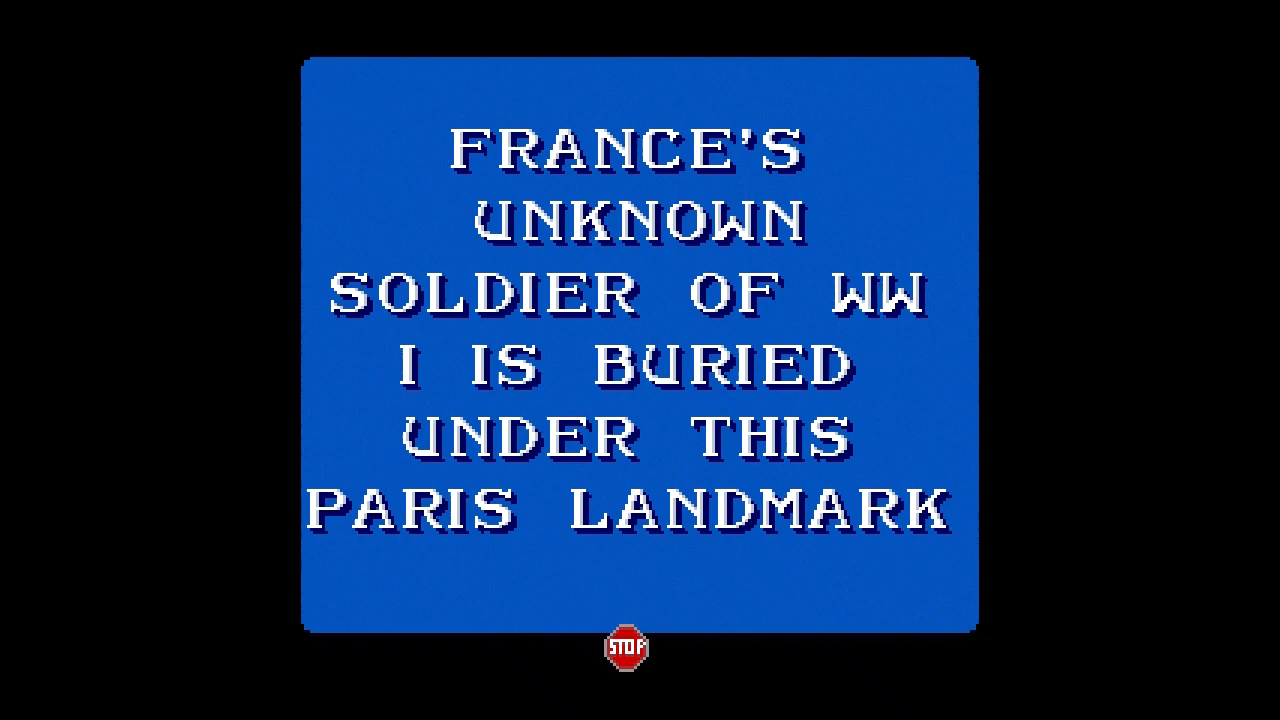 FRANCE'S
UNKNOWN
SOLDIER OF WW
I IS BURIED
UNDER THIS
PARIS LANDMARK
STOP